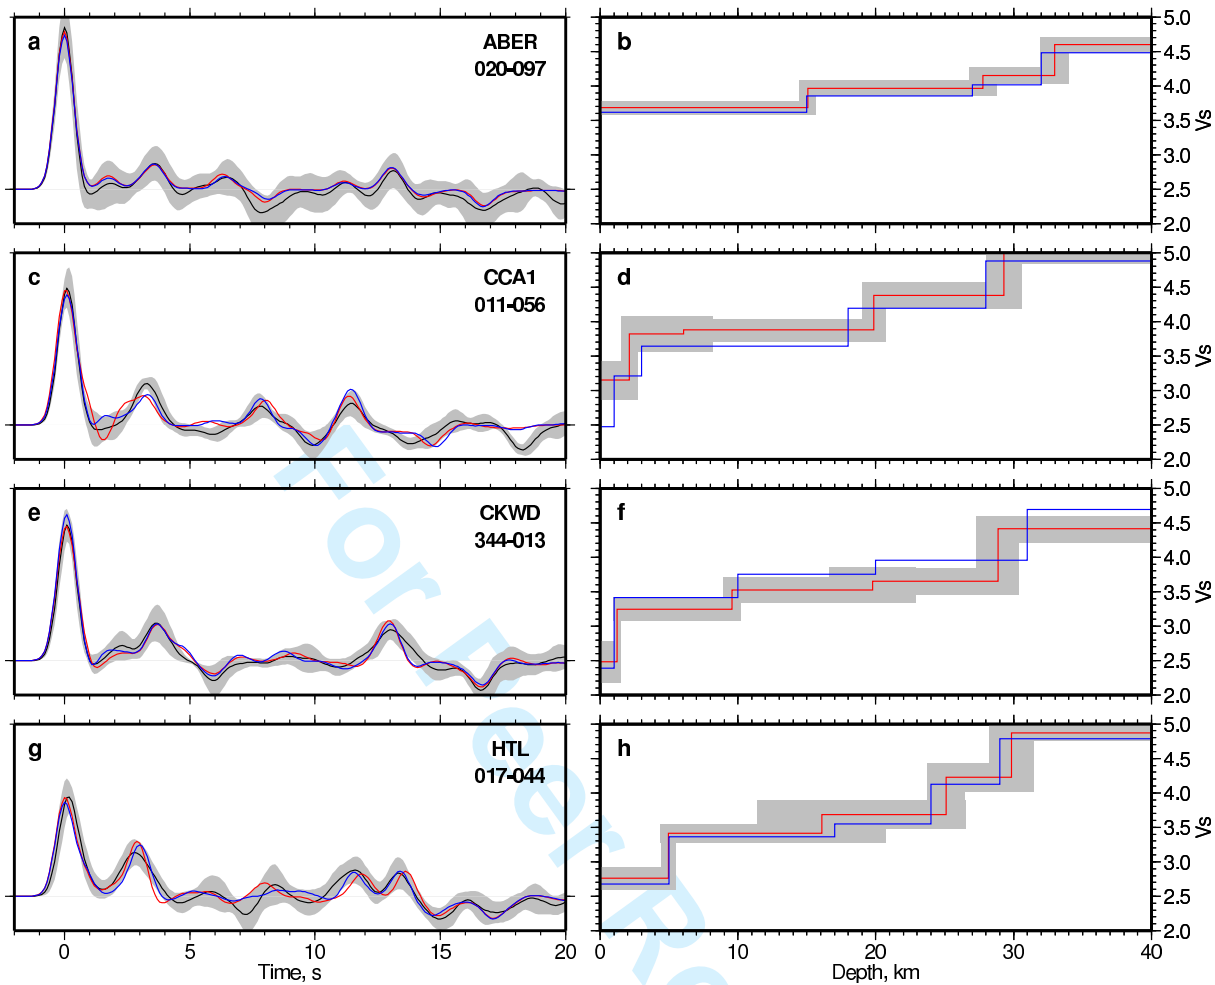 a
ABER
020-097
b
5.0
4.5
4.0
3.5
3.0
2.5
2.0
Vs
c
CCA1
011-056
d
5.0
4.5
4.0
3.5
3.0
2.5
2.0
Vs
e
CKWD
344-013
f
5.0
4.5
4.0
3.5
3.0
2.5
2.0
Vs
g
HTL
017-044
h
5.0
4.5
4.0
3.5
3.0
2.5
2.0
Vs
0 5 10 15 20
Time, s
0 10 20 30 40
Depth, km
For Peer Re